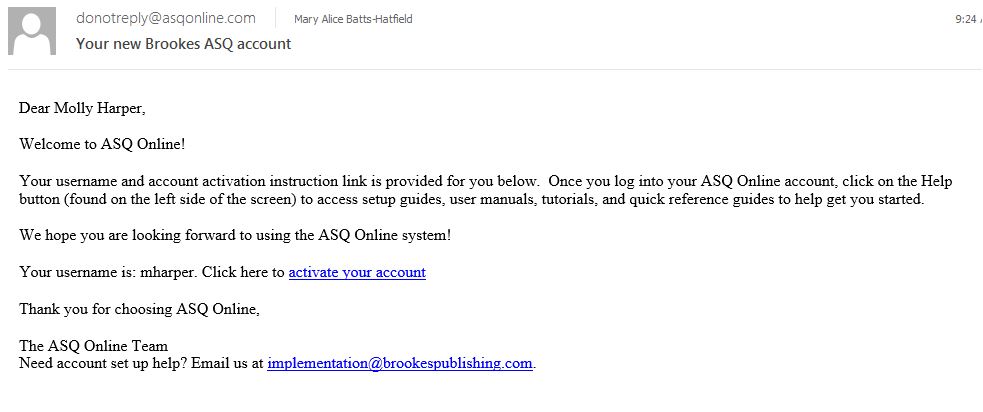 donotreply@asqonline.com Mary Alice Batts-Hatfield 9:24
Your new Brookes ASQ account
Dear Molly Harper,
Welcome to ASQ Online!
Your username and account activation instruction link is provided for you below.  Once you log into your ASQ Online account, click on the Help
button (found on the left side of the screen) to access setup guides, user manuals, tutorials, and quick reference guides to help get you started.
We hope you are looking forward to using the ASQ Online system!
Your username is: mharper. Click here to activate your account
Thank you for choosing ASQ Online,
The ASQ Online Team
Need account set up help? Email us at implementation@brookespublishing.com.